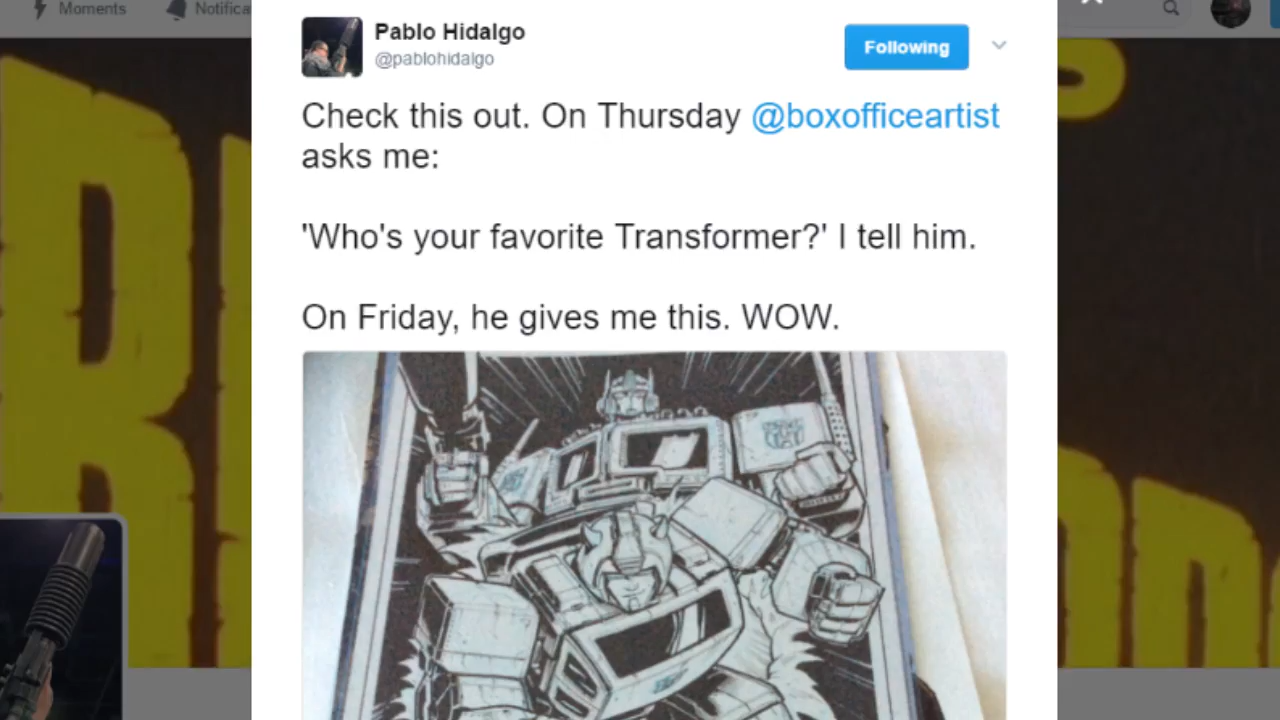 Moments
Notifica
Pablo Hidalgo
@pablohidalgo
Following
Check this out. On Thursday @boxofficeartist
asks me:
'Who's your favorite Transformer?' I tell him.
On Friday, he gives me this. WOW.